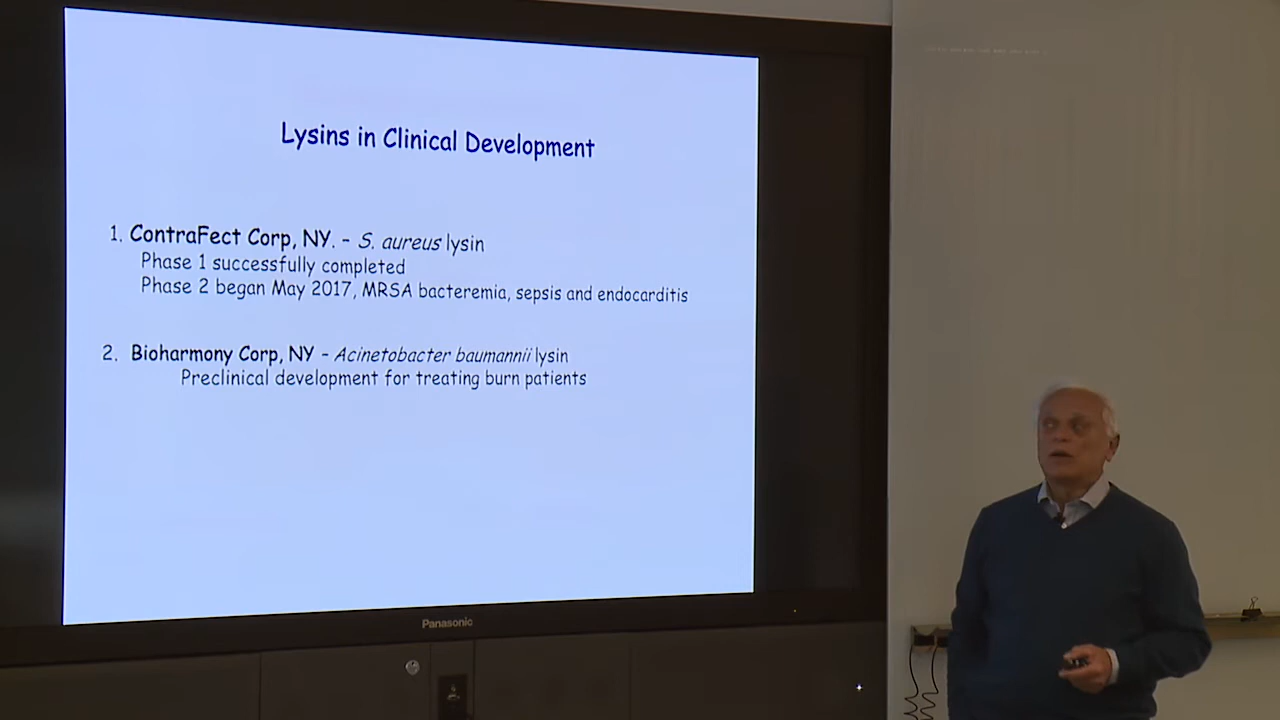 Lysins in Clinical Development
1. ContraFect Corp, NY. - S. aureus lysin
Phase 1 successfully completed
Phase 2 began May 2017, MRSA bacteremia, sepsis and endocarditis
2. Bioharmony Corp, NY - Acinetobacter baumannii lysin
Preclinical development for treating burn patients
Panasonic